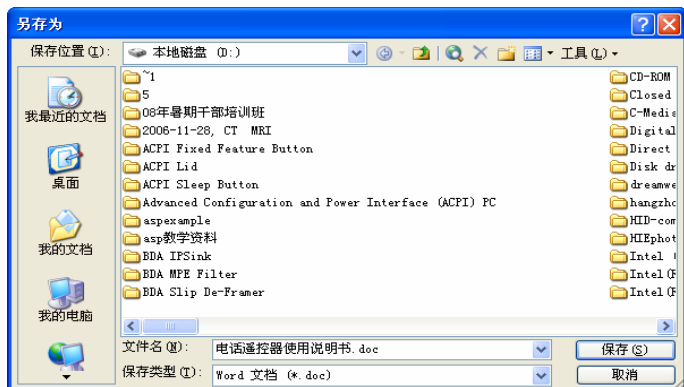 另存为
保存位置(I):
本地磁盘 (D:)
工具(L)
我最近的文档
桌面
我的文档
我的电脑
~1
5
08年暑期干部培训班
2006-11-28, CT MRI
ACPI Fixed Feature Button
ACPI Lid
ACPI Sleep Button
Advanced Configuration and Power Interface (ACPI) PC
aspexample
asp教学资料
BDA IPSink
BDA MPE Filter
BDA Slip De-Framer
CD-ROM
Closed
C-Media
Digital
Direct
Disk dr
dreamwe
hangzho
HID-com
HIEphot
Intel
Intel(R
Intel(R
文件名(N):
电话遥控器使用说明书.doc
保存(S)
保存类型(T):
Word 文档 (*.doc)
取消